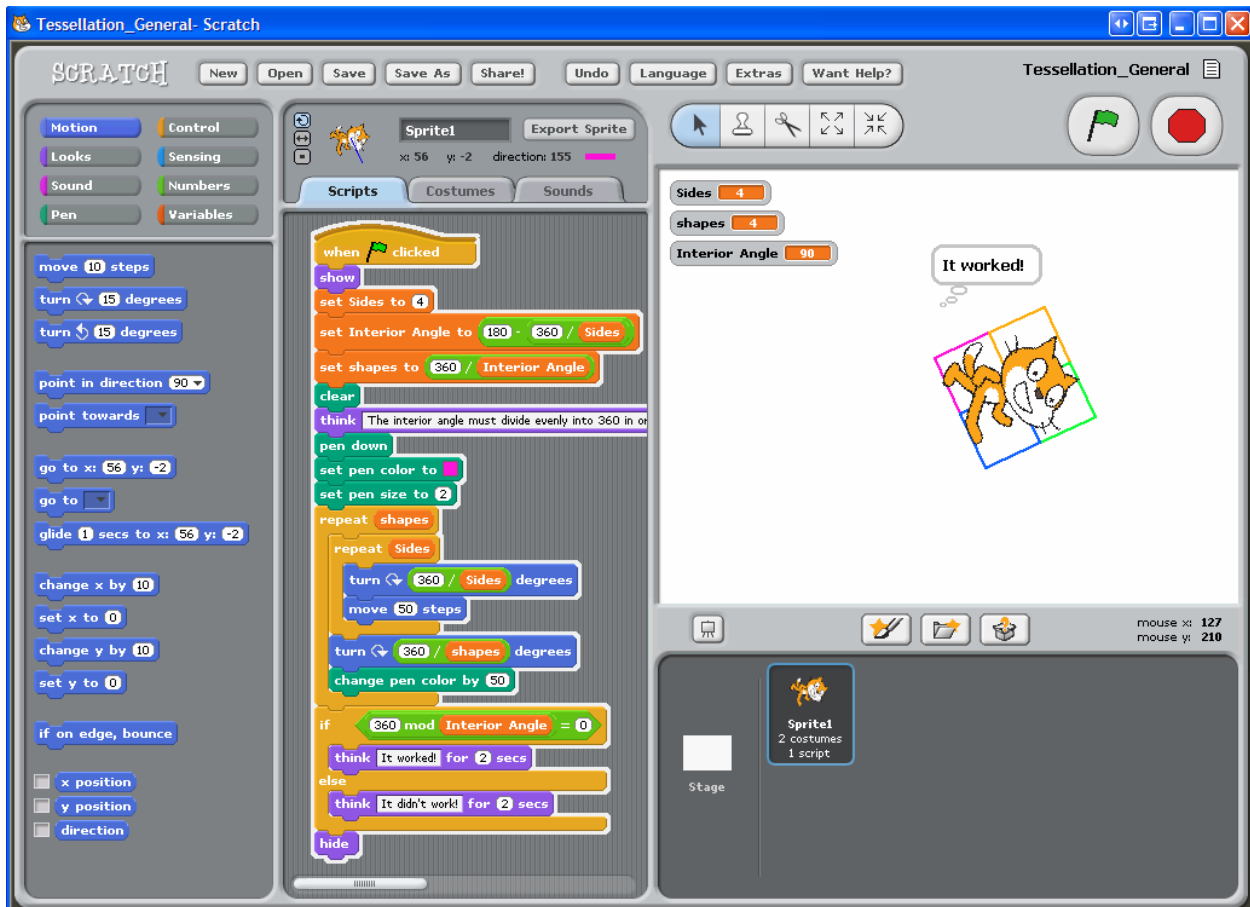 Tessellation_General- Scratch
SCRATCH
New
Open
Save
Save As
Share!
Undo
Language
Extras
Want Help?
Tessellation_General
Motion
Control
Looks
Sensing
Sound
Numbers
Pen
Variables
move 10 steps
turn 15 degrees
turn 15 degrees
point in direction 90
point towards
go to x: 56 y: -2
go to
glide 1 secs to x: 56 y: -2
change x by 10
set x to 0
change y by 10
set y to 0
if on edge, bounce
x position
y position
direction
Sprite1
Export Sprite
x: 56 y: -2 direction: 155
Scripts
Costumes
Sounds
when clicked
show
set Sides to 4
set Interior Angle to 180 - 360 / Sides
set shapes to 360 / Interior Angle
clear
think The interior angle must divide evenly into 360 in or
pen down
set pen color to
set pen size to 2
repeat shapes
repeat Sides
turn 360 / Sides degrees
move 50 steps
turn 360 / shapes degrees
change pen color by 50
if 360 mod Interior Angle = 0
think It worked! for 2 secs
else
think It didn't work! for 2 secs
hide
Sides 4
shapes 4
Interior Angle 90
It worked!
mouse x: 127
mouse y: 210
Sprite1
2 costumes
1 script
Stage